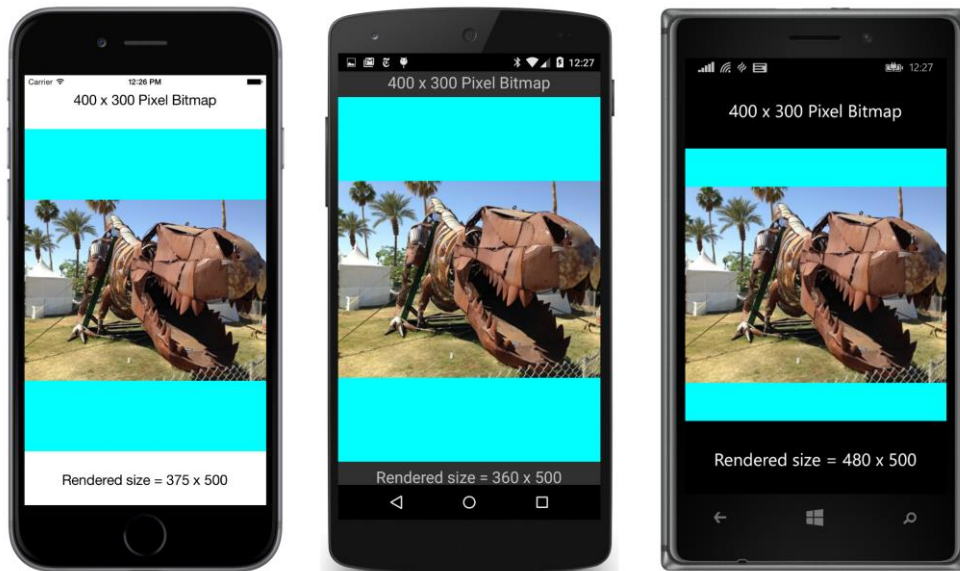 Carrier 12:26 PM
400 x 300 Pixel Bitmap
Rendered size = 375 x 500
12:27
400 x 300 Pixel Bitmap
Rendered size = 360 x 500
12:27
400 x 300 Pixel Bitmap
Rendered size = 480 x 500